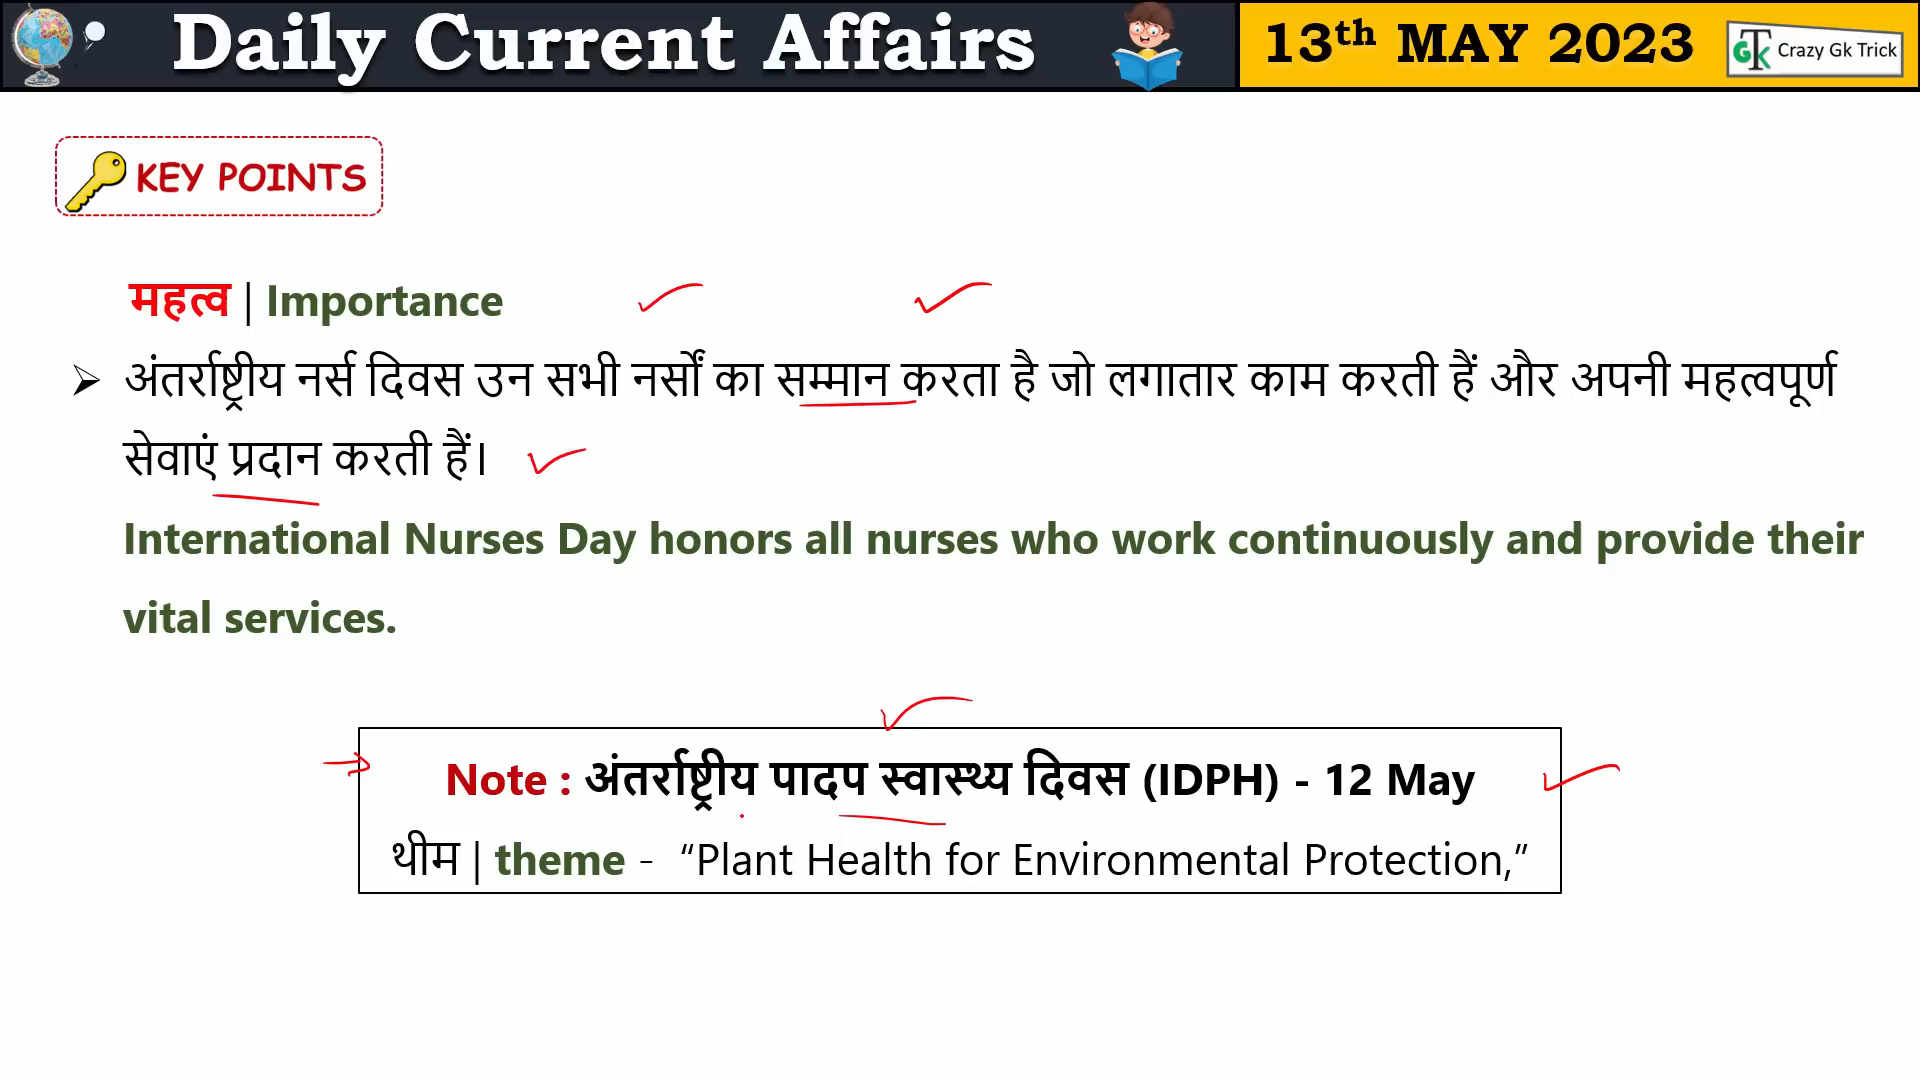 Daily Current Affairs
13th MAY 2023
GTK Crazy Gk Trick
KEY POINTS
महत्व | Importance
➢ अंतर्राष्ट्रीय नर्स दिवस उन सभी नर्सों का सम्मान करता है जो लगातार काम करती हैं और अपनी महत्वपूर्ण
सेवाएं प्रदान करती हैं।
International Nurses Day honors all nurses who work continuously and provide their
vital services.
Note : अंतर्राष्ट्रीय पादप स्वास्थ्य दिवस (IDPH) - 12 May
थीम | theme - “Plant Health for Environmental Protection,”